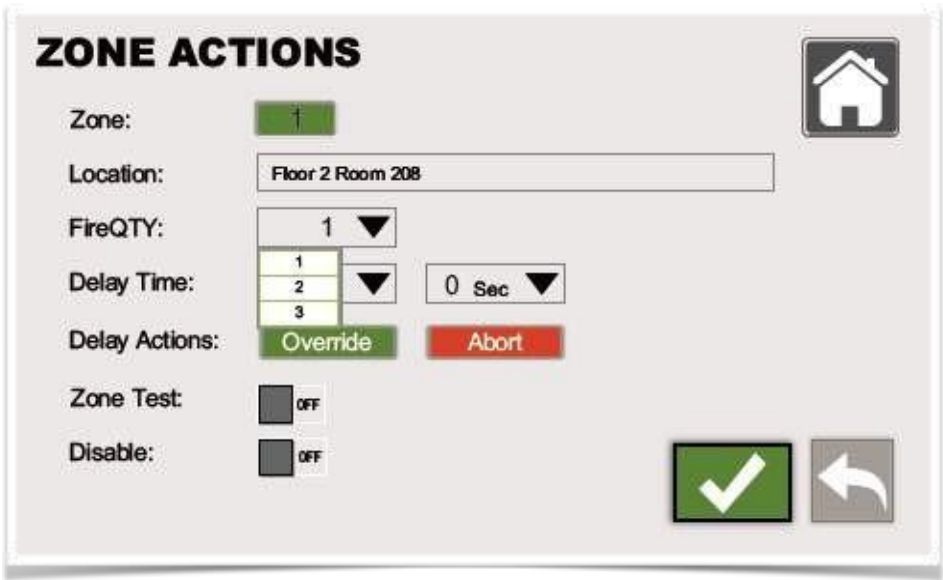 ZONE ACTIONS
Zone: 1
Location: Floor 2 Room 208
FireQTY: 1
1
Delay Time: 2 0 Sec
3
Delay Actions: Override Abort
Zone Test: OFF
Disable: OFF